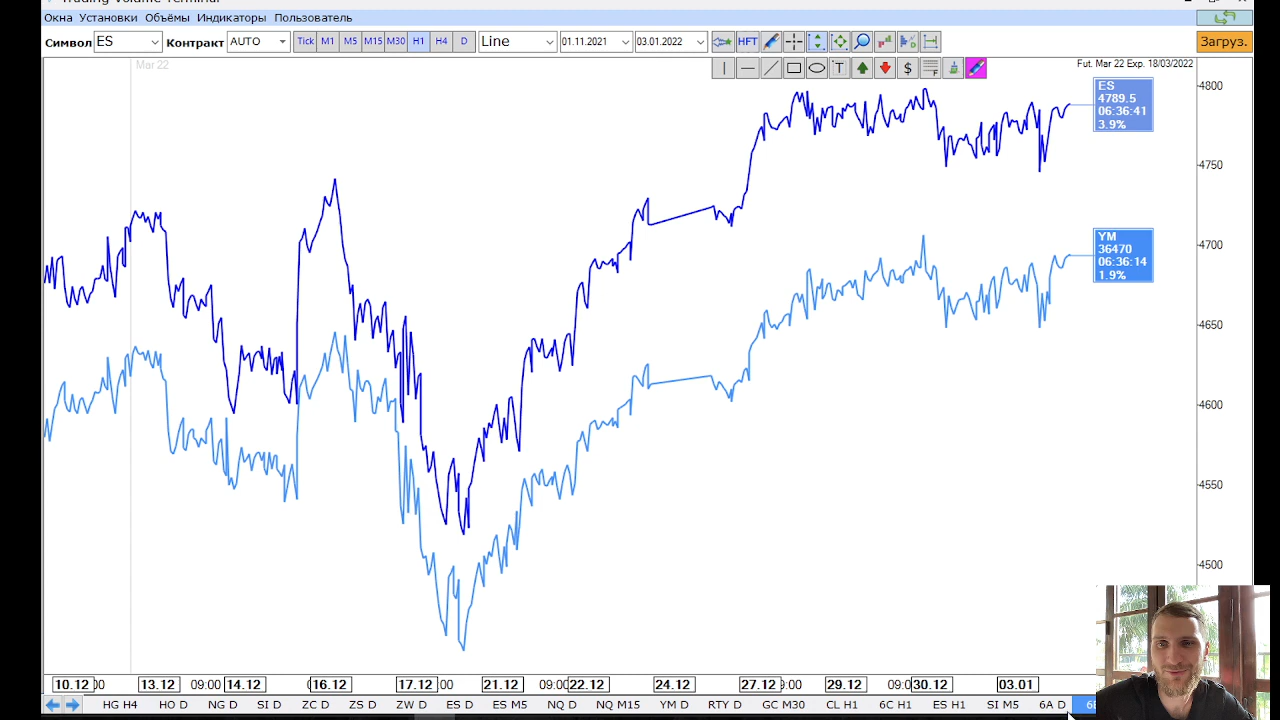 Trading Volume Terminal
Окна Установки Объёмы Индикаторы Пользователь
Символ ES Контракт AUTO Tick M1 M5 M15 M30 H1 H4 D Line 01.11.2021 03.01.2022 HFT Загруз.
T $ F
Mar 22
Fut. Mar 22 Exp. 18/03/2022
ES
4789.5
06:36:41
3.9%
YM
36470
06:36:14
1.9%
4800
4750
4700
4650
4600
4550
4500
10.12 13.12 09:00 14.12 16.12 17.12 21.12 22.12 24.12 27.12 29.12 30.12 03.01
HG H4 HO D NG D SI D ZC D ZS D ZW D ES D ES M5 NQ D NQ M15 YM D RTY D GC M30 CL H1 6C H1 ES H1 SI M5 6A D